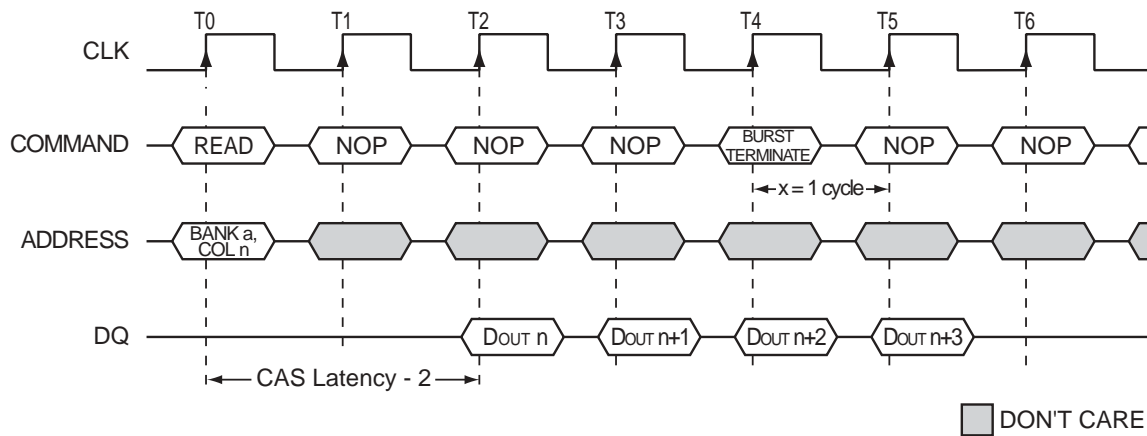 T0 T1 T2 T3 T4 T5 T6
CLK
COMMAND READ NOP NOP NOP BURST TERMINATE NOP NOP
x = 1 cycle
ADDRESS BANK a, COL n
DQ DOUT n DOUT n+1 DOUT n+2 DOUT n+3
CAS Latency - 2
DON'T CARE